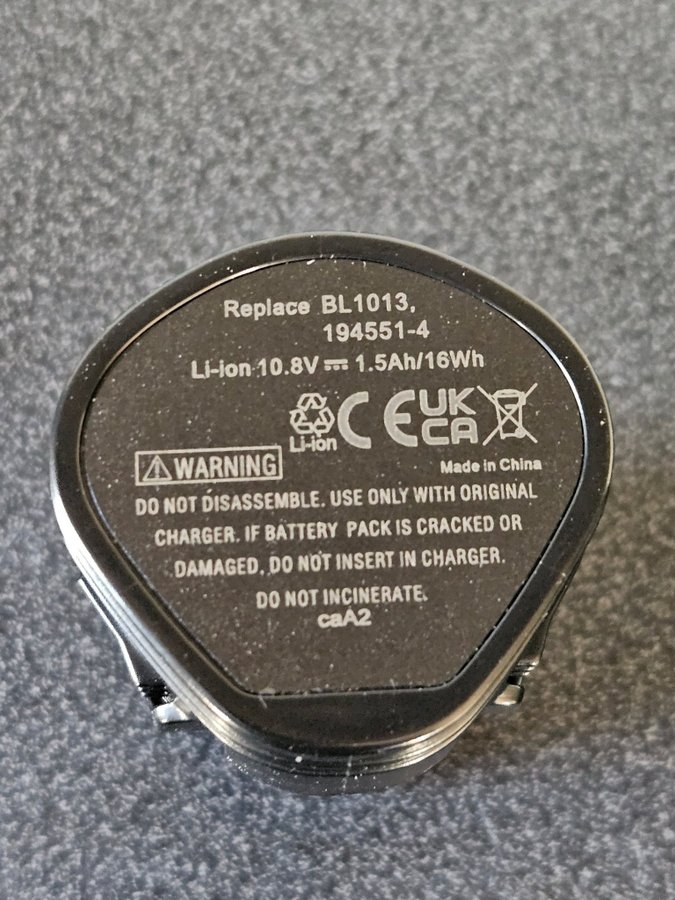 Replace BL1013,
194551-4
Li-ion 10.8V⎓ 1.5Ah/16Wh
Li-ion CE UKCA
WARNING
Made in China
DO NOT DISASSEMBLE. USE ONLY WITH ORIGINAL
CHARGER. IF BATTERY PACK IS CRACKED OR
DAMAGED, DO NOT INSERT IN CHARGER.
DO NOT INCINERATE.
caA2